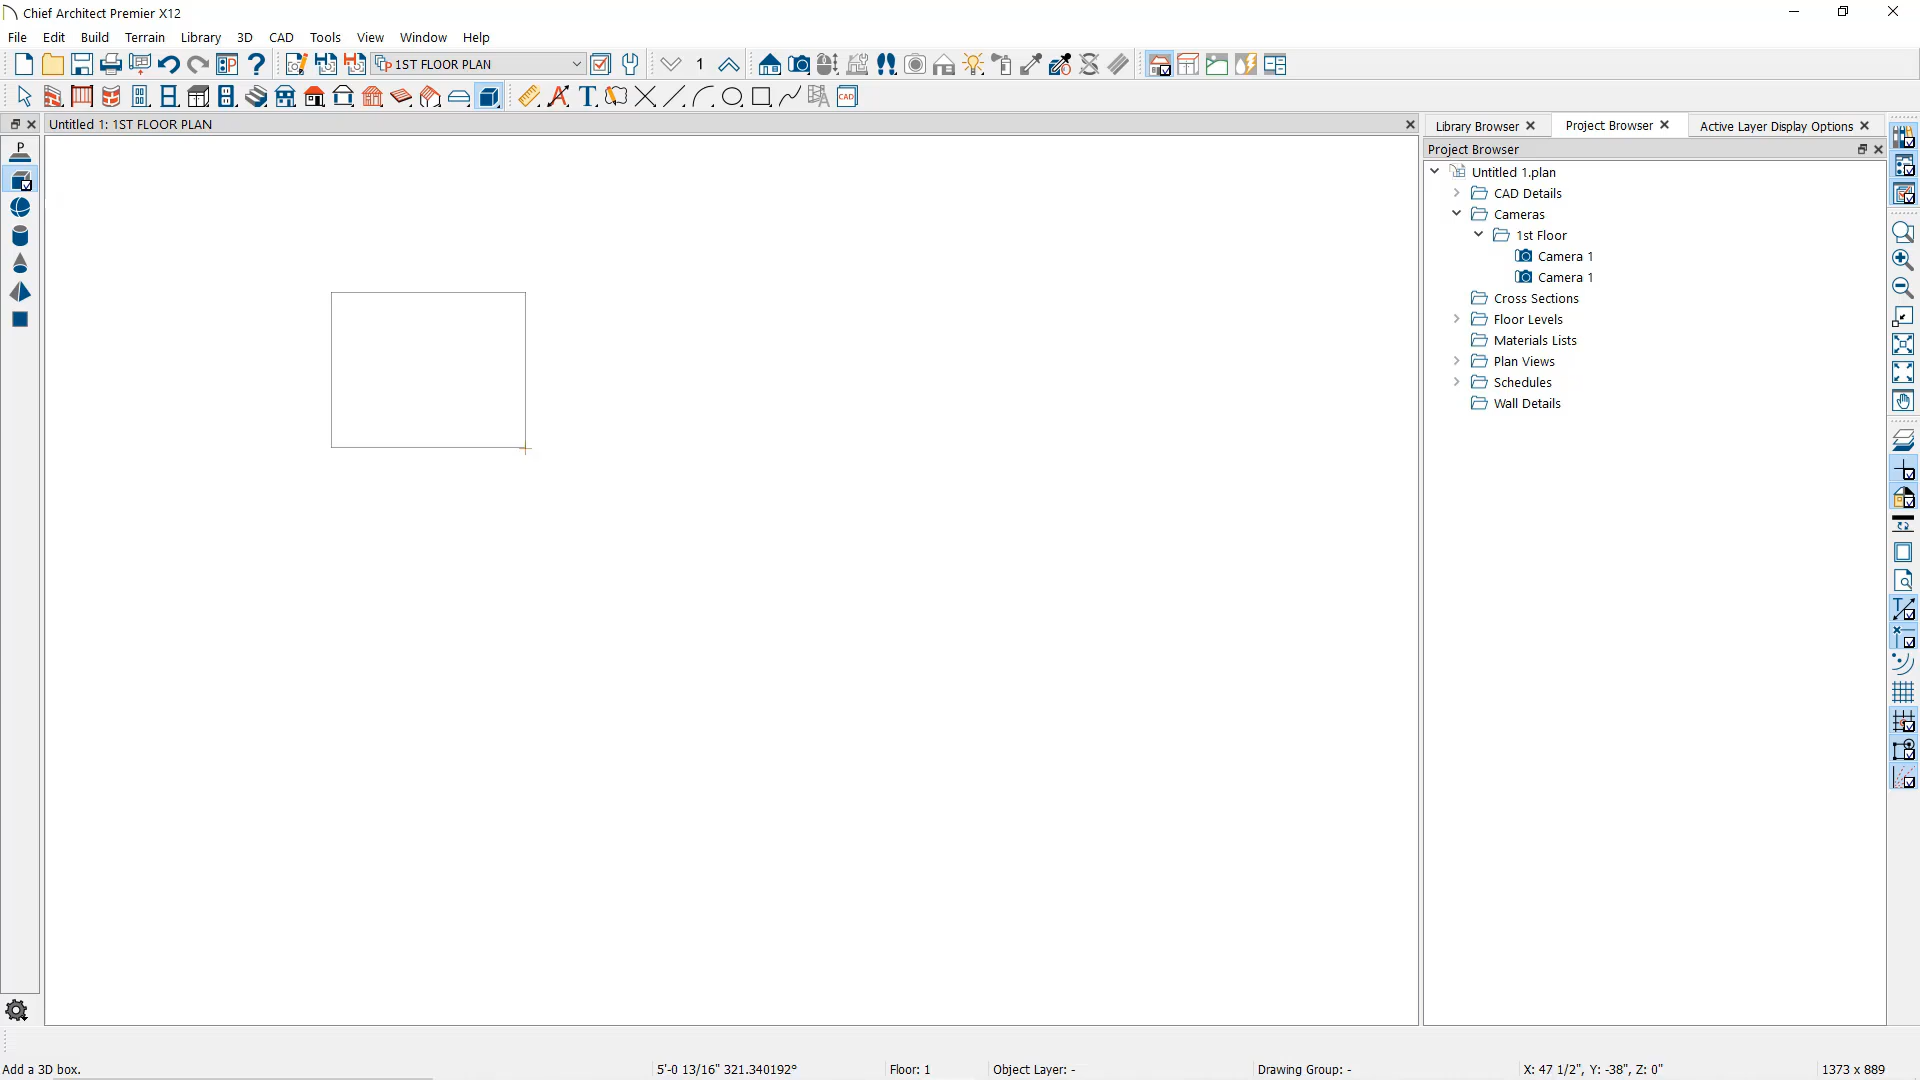 Chief Architect Premier X12
File Edit Build Terrain Library 3D CAD Tools View Window Help
1ST FLOOR PLAN 1
CAD
Untitled 1: 1ST FLOOR PLAN
Library Browser Project Browser Active Layer Display Options
Project Browser
Untitled 1.plan
CAD Details
Cameras
1st Floor
Camera 1
Camera 1
Cross Sections
Floor Levels
Materials Lists
Plan Views
Schedules
Wall Details
Add a 3D box. 5'-0 13/16" 321.340192° Floor: 1 Object Layer: - Drawing Group: - X: 47 1/2", Y: -38", Z: 0" 1373 x 889